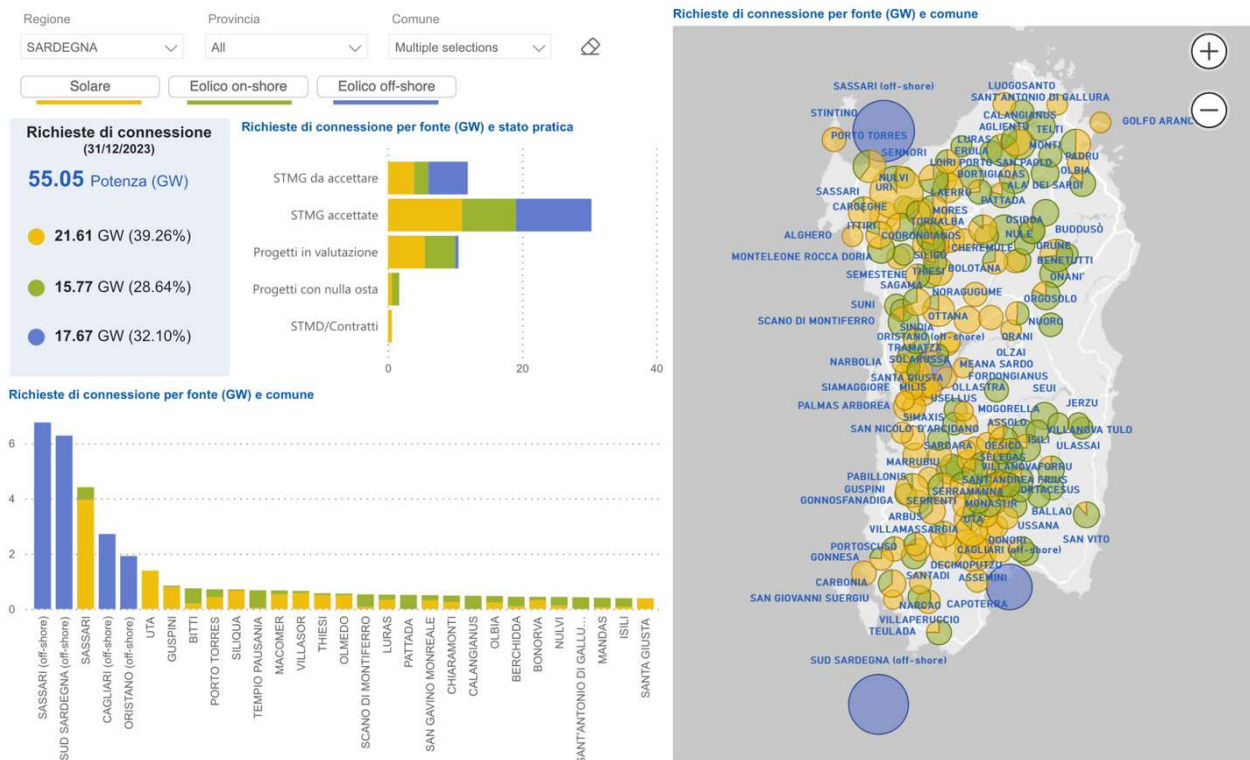 Regione
Provincia
Comune
SARDEGNA
All
Multiple selections
Solare
Eolico on-shore
Eolico off-shore
Richieste di connessione
(31/12/2023)
55.05 Potenza (GW)
21.61 GW (39.26%)
15.77 GW (28.64%)
17.67 GW (32.10%)
Richieste di connessione per fonte (GW) e stato pratica
STMG da accettare
STMG accettate
Progetti in valutazione
Progetti con nulla osta
STMD/Contratti
0
20
40
Richieste di connessione per fonte (GW) e comune
6
4
2
0
SASSARI (off-shore)
SUD SARDEGNA (off-shore)
SASSARI
CAGLIARI (off-shore)
ORISTANO (off-shore)
UTA
GUSPINI
BITTI
PORTO TORRES
SILIQUA
TEMPIO PAUSANIA
MACOMER
VILLASOR
THIESI
OLMEDO
SCANO DI MONTIFERRO
LURAS
PATTADA
SAN GAVINO MONREALE
CHIARAMONTI
CALANGIANUS
OLBIA
BERCHIDDA
BONORVA
NULVI
SANT'ANTONIO DI GALLU...
MANDAS
ISILI
SANTA GIUSTA
Richieste di connessione per fonte (GW) e comune
+
−
SASSARI (off-shore)
LUOGOSANTO
SANT'ANTONIO DI GALLURA
STINTINO
CALANGIANUS
GOLFO ARANC
AGLIENTU
TELTI
PORTO TORRES
LURAS
MONTI
SENNORI
ERULA
PADRU
LOIRI PORTO SAN PAOLO
OLBIA
NULVI
BORTIGIADAS
SASSARI
URI
LAERRU
ALA' DEI SARDI
PATTADA
CARGEGHE
MORES
OSIDDA
ITTIRI
TORRALBA
BUDDUSÒ
ALGHERO
CODRONGIANOS
NULE
CHEREMULE
ORUNE
MONTELEONE ROCCA DORIA
SILIGO
BENETUTTI
SEMESTENE
THIESI
BOLOTANA
ONANI'
SAGAMA
NORAGUGUME
ORGOSOLO
SUNI
OTTANA
SCANO DI MONTIFERRO
SINDIA
NUORO
ORISTANO (off-shore)
ORANI
TRAMATZA
OLZAI
NARBOLIA
SOLARUSSA
MEANA SARDO
SANTA GIUSTA
FORDONGIANUS
SIAMAGGIORE
MILIS
OLLASTRA
SEUI
USELLUS
PALMAS ARBOREA
MOGORELLA
JERZU
SIMAXIS
ASSOLO
SAN NICOLO' D'ARCIDANO
VILLANOVA TULO
ISILI
SARDARA
GESICO
ULASSAI
MARRUBIU
SELEGAS
VILLANOVAFORRU
PABILLONIS
SANT'ANDREA FRIUS
GUSPINI
SERRAMANNA
ORTACESUS
GONNOSFANADIGA
SERRENTI
MONASTIR
BALLAO
ARBUS
UTA
USSANA
VILLAMASSARGIA
SAN VITO
DONORI
PORTOSCUSO
CAGLIARI (off-shore)
GONNESA
DECIMOPUTZU
CARBONIA
SANTADI
ASSEMINI
SAN GIOVANNI SUERGIU
NARCAO
CAPOTERRA
VILLAPERUCCIO
TEULADA
SUD SARDEGNA (off-shore)